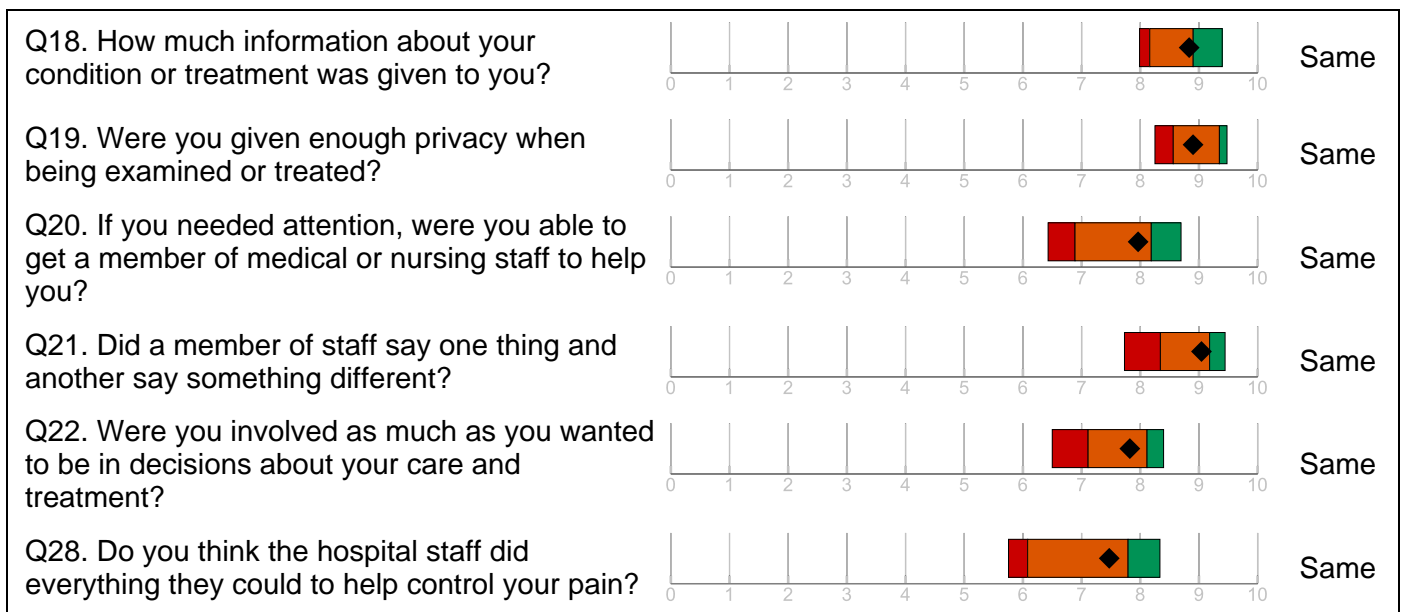 Q18. How much information about your
condition or treatment was given to you?
0 1 2 3 4 5 6 7 8 9 10
Same
Q19. Were you given enough privacy when
being examined or treated?
0 1 2 3 4 5 6 7 8 9 10
Same
Q20. If you needed attention, were you able to
get a member of medical or nursing staff to help
you?
0 1 2 3 4 5 6 7 8 9 10
Same
Q21. Did a member of staff say one thing and
another say something different?
0 1 2 3 4 5 6 7 8 9 10
Same
Q22. Were you involved as much as you wanted
to be in decisions about your care and
treatment?
0 1 2 3 4 5 6 7 8 9 10
Same
Q28. Do you think the hospital staff did
everything they could to help control your pain?
0 1 2 3 4 5 6 7 8 9 10
Same